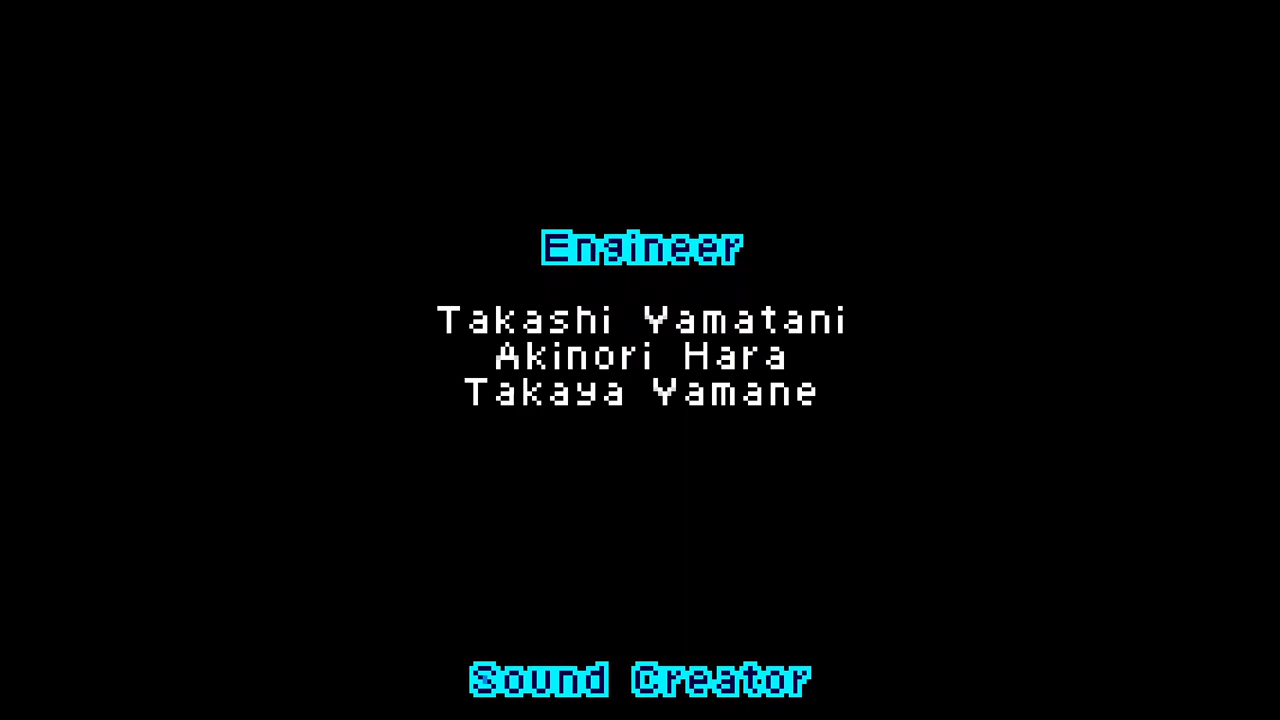 Engineer
Takashi Yamatani
Akinori Hara
Takaya Yamane
Sound Creator